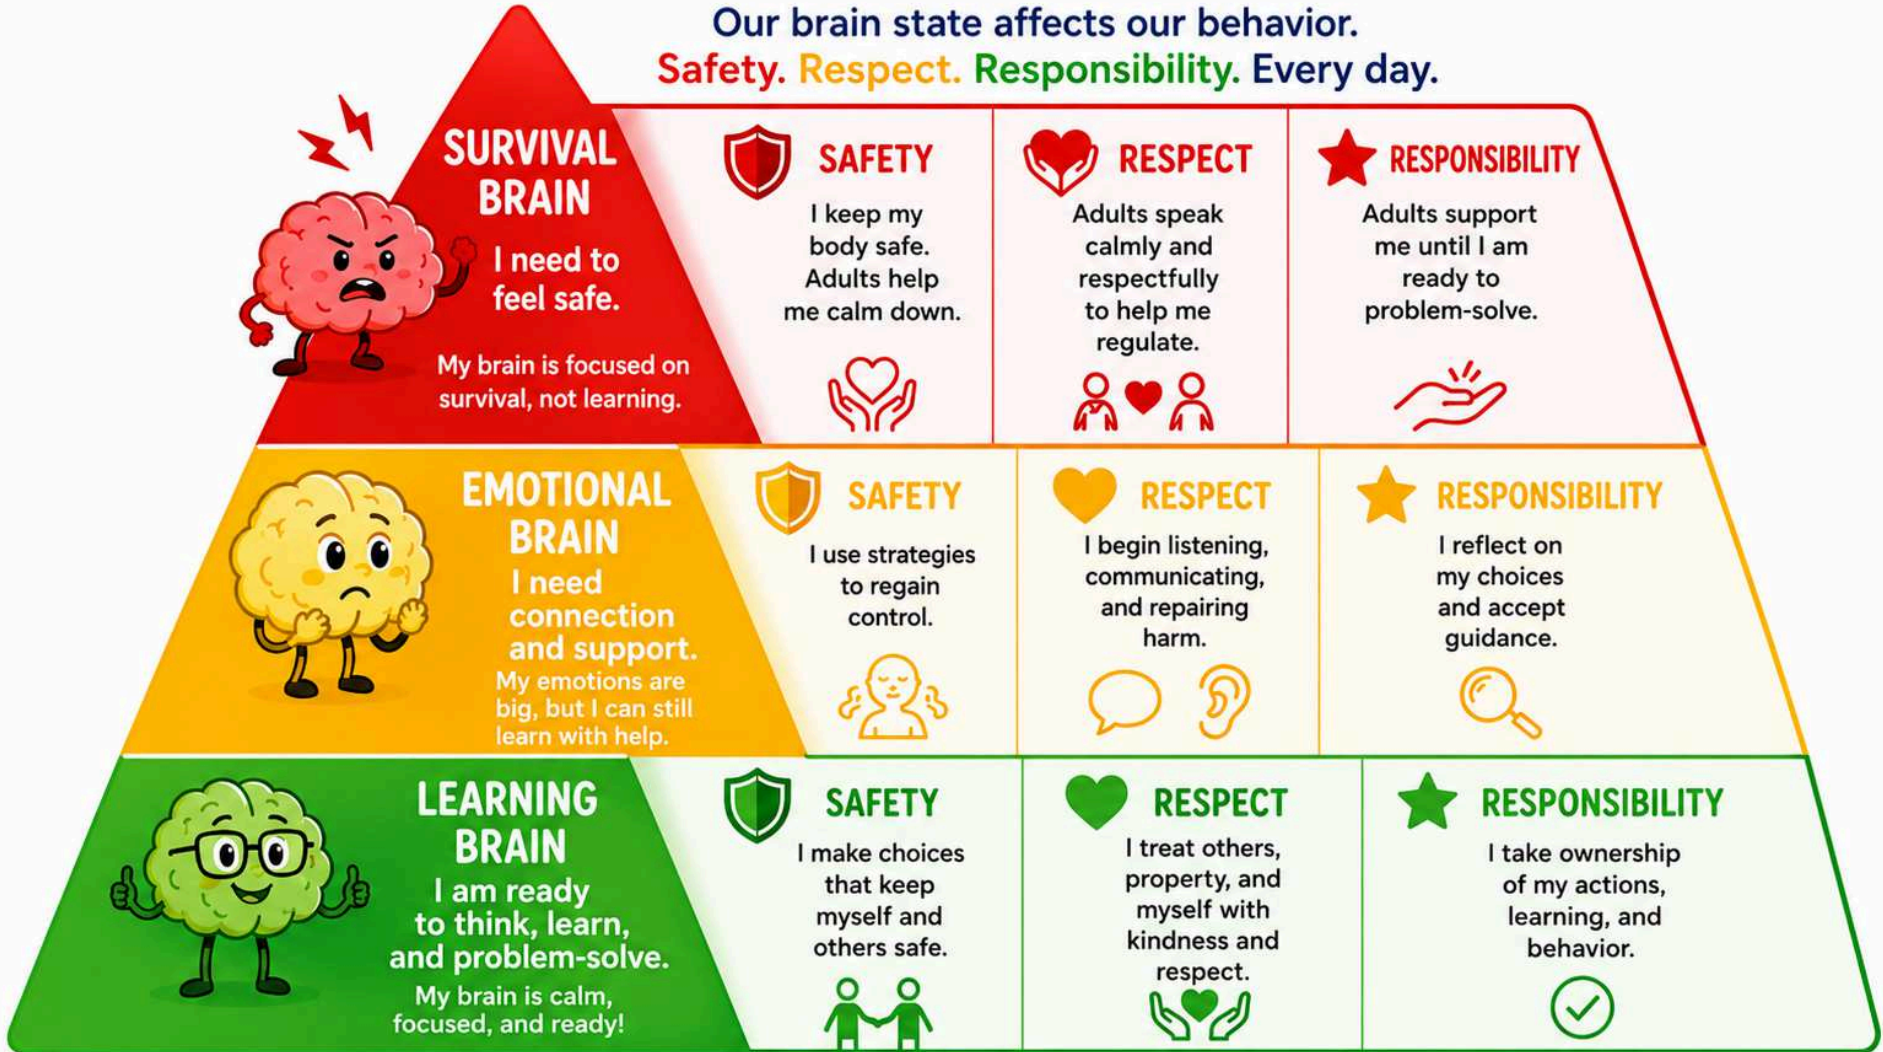 Our brain state affects our behavior.
Safety. Respect. Responsibility. Every day.
SURVIVAL
BRAIN
I need to
feel safe.
My brain is focused on
survival, not learning.
SAFETY
I keep my
body safe.
Adults help
me calm down.
RESPECT
Adults speak
calmly and
respectfully
to help me
regulate.
RESPONSIBILITY
Adults support
me until I am
ready to
problem-solve.
EMOTIONAL
BRAIN
I need
connection
and support.
My emotions are
big, but I can still
learn with help.
SAFETY
I use strategies
to regain
control.
RESPECT
I begin listening,
communicating,
and repairing
harm.
RESPONSIBILITY
I reflect on
my choices
and accept
guidance.
LEARNING
BRAIN
I am ready
to think, learn,
and problem-solve.
My brain is calm,
focused, and ready!
SAFETY
I make choices
that keep
myself and
others safe.
RESPECT
I treat others,
property, and
myself with
kindness and
respect.
RESPONSIBILITY
I take ownership
of my actions,
learning, and
behavior.